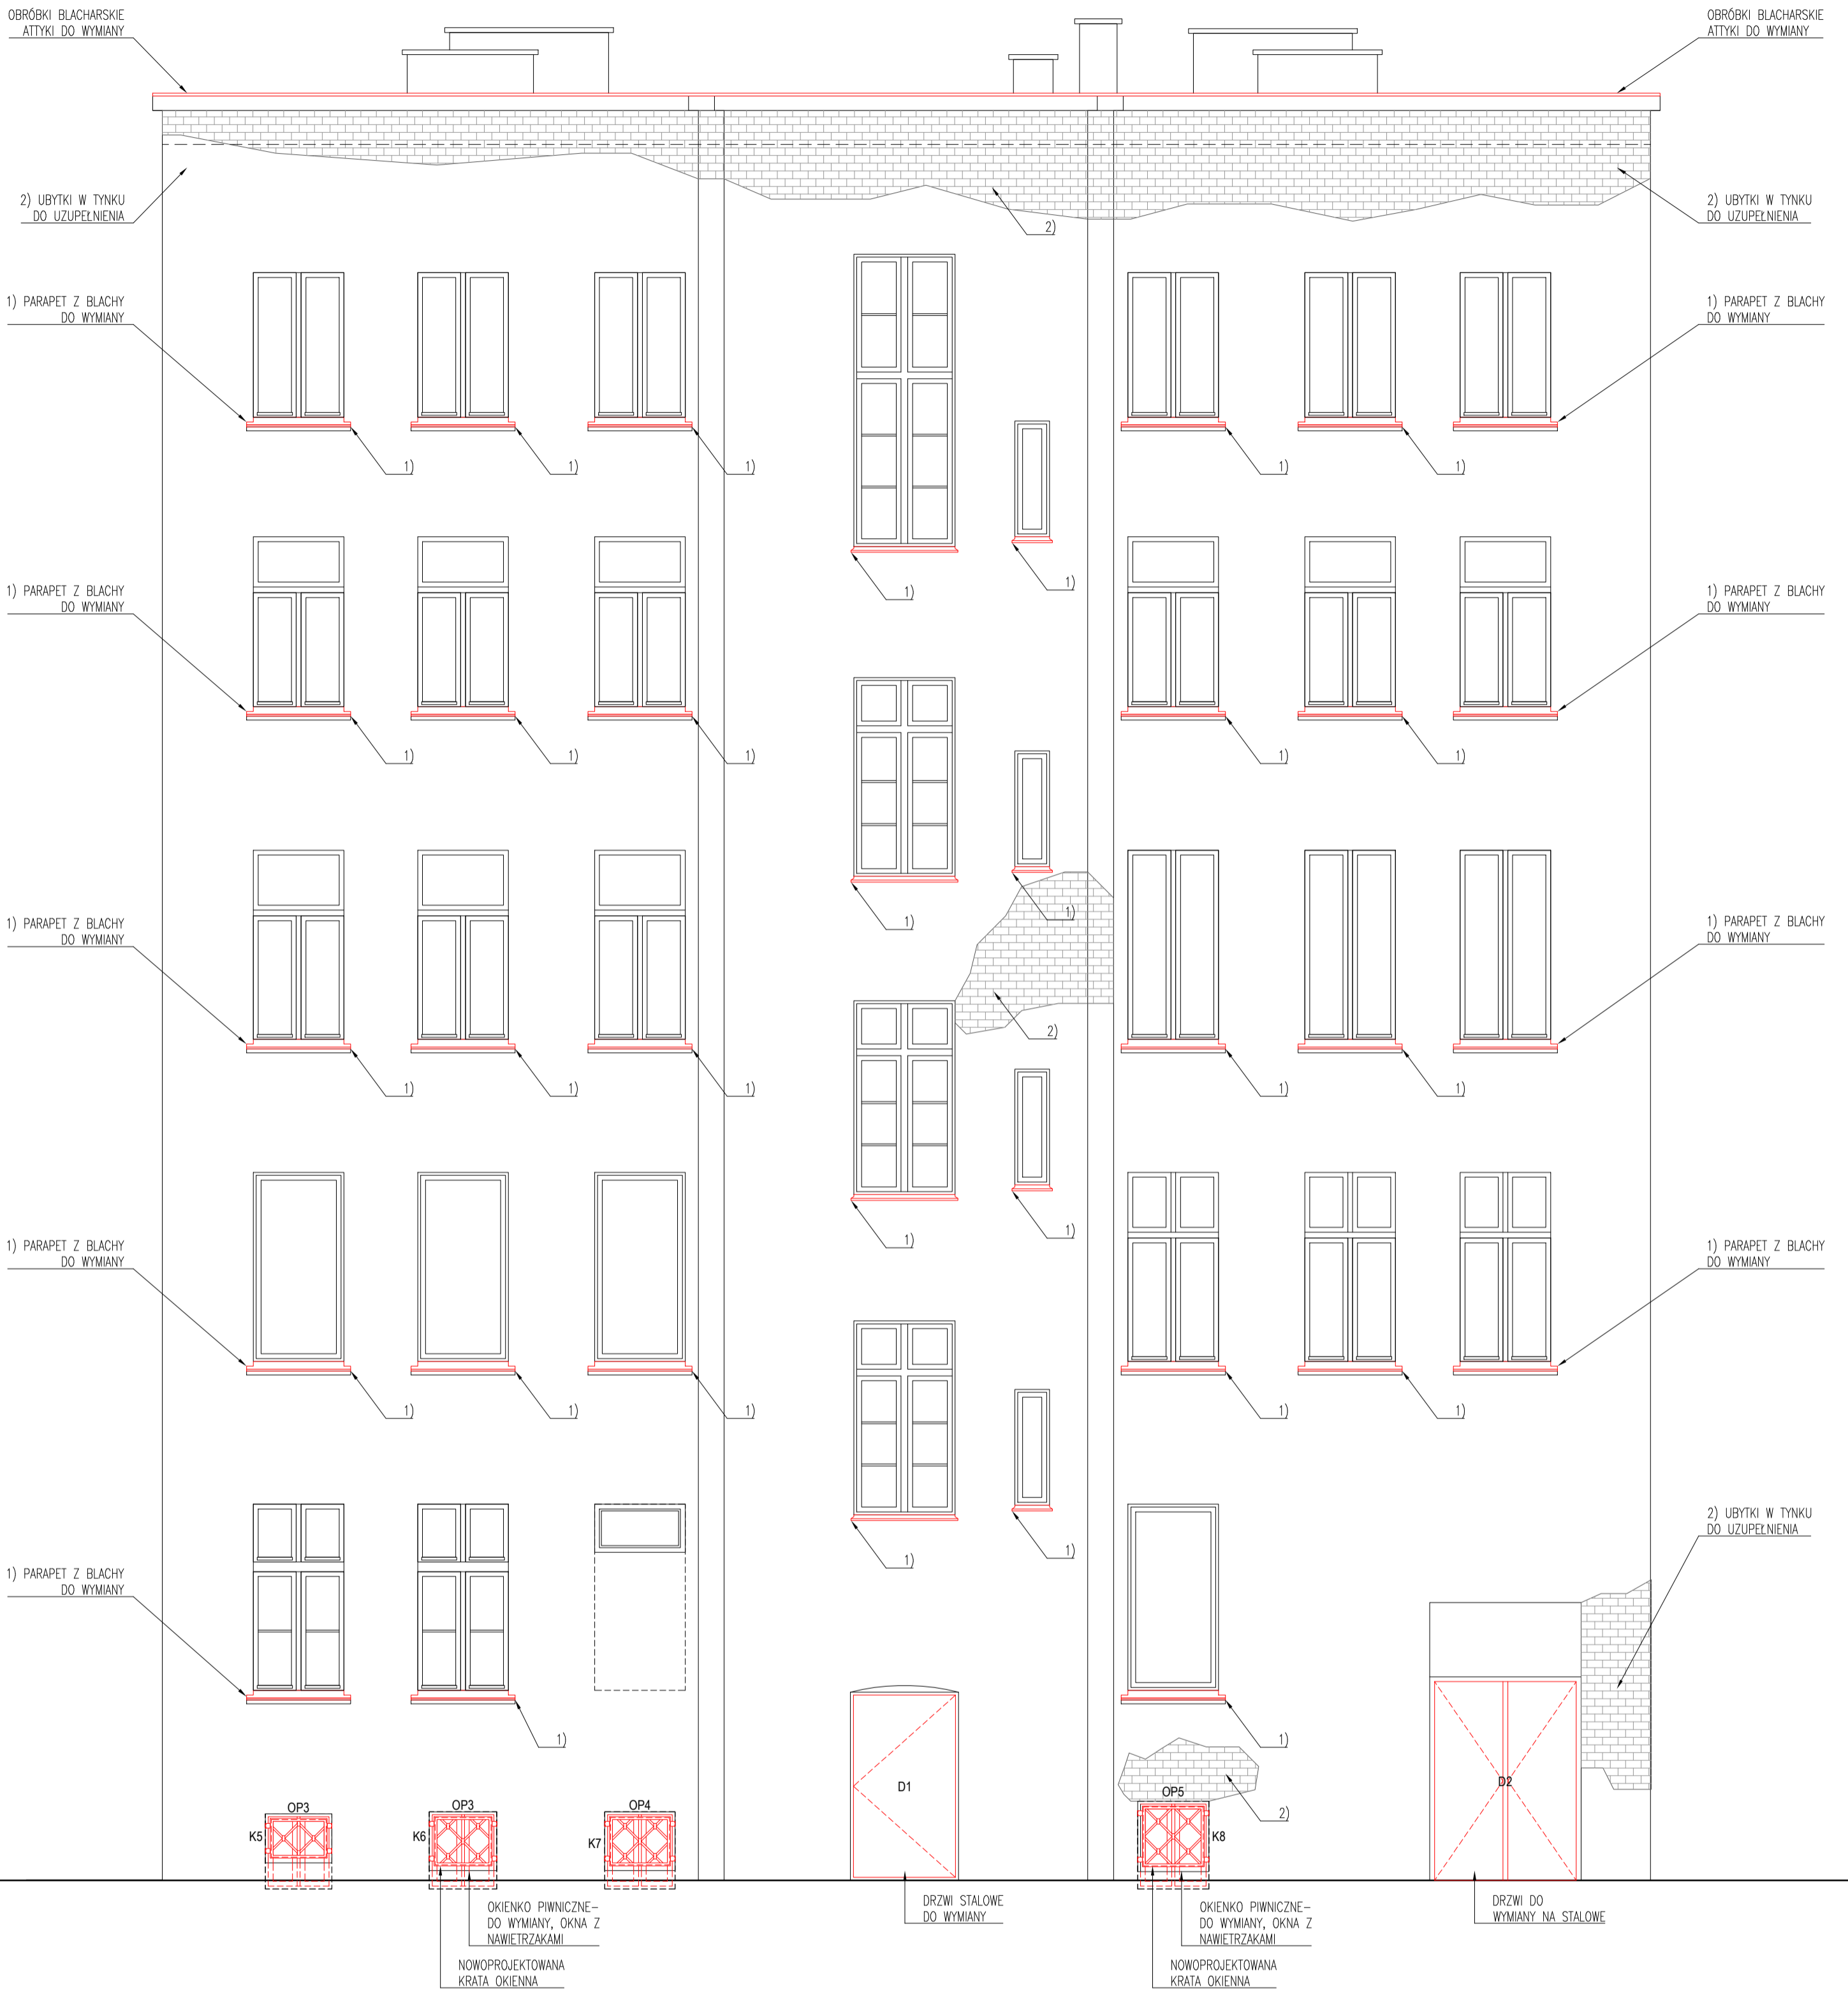 OBRÓBKI BLACHARSKIE
ATTYKI DO WYMIANY
OBRÓBKI BLACHARSKIE
ATTYKI DO WYMIANY
2) UBYTKI W TYNKU
DO UZUPEŁNIENIA
2)
2) UBYTKI W TYNKU
DO UZUPEŁNIENIA
1) PARAPET Z BLACHY
DO WYMIANY
1) PARAPET Z BLACHY
DO WYMIANY
1)
1)
1)
1)
1)
1)
1)
1) PARAPET Z BLACHY
DO WYMIANY
1) PARAPET Z BLACHY
DO WYMIANY
1)
1)
1)
1)
1)
1)
1)
1) PARAPET Z BLACHY
DO WYMIANY
1) PARAPET Z BLACHY
DO WYMIANY
2)
1)
1)
1)
1)
1)
1)
1)
1) PARAPET Z BLACHY
DO WYMIANY
1) PARAPET Z BLACHY
DO WYMIANY
1)
1)
1)
1)
1)
1)
1)
2) UBYTKI W TYNKU
DO UZUPEŁNIENIA
1) PARAPET Z BLACHY
DO WYMIANY
1)
1)
D1
D2
OP3
OP3
OP4
OP5
K5
K6
K7
K8
2)
OKIENKO PIWNICZNE-
DO WYMIANY, OKNA Z
NAWIETRZAKAMI
NOWOPROJEKTOWANA
KRATA OKIENNA
DRZWI STALOWE
DO WYMIANY
OKIENKO PIWNICZNE-
DO WYMIANY, OKNA Z
NAWIETRZAKAMI
NOWOPROJEKTOWANA
KRATA OKIENNA
DRZWI DO
WYMIANY NA STALOWE